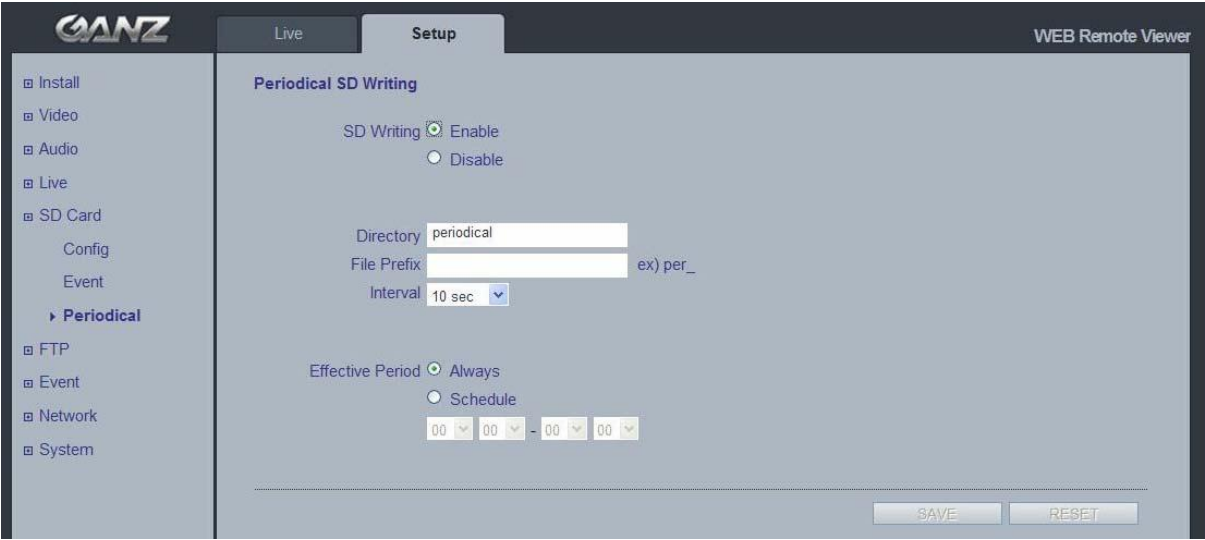 GANZ
Live
Setup
WEB Remote Viewer
Install
Video
Audio
Live
SD Card
Config
Event
Periodical
FTP
Event
Network
System
Periodical SD Writing
SD Writing Enable
Disable
Directory periodical
File Prefix ex) per_
Interval 10 sec
Effective Period Always
Schedule
00 00 - 00 00
SAVE RESET